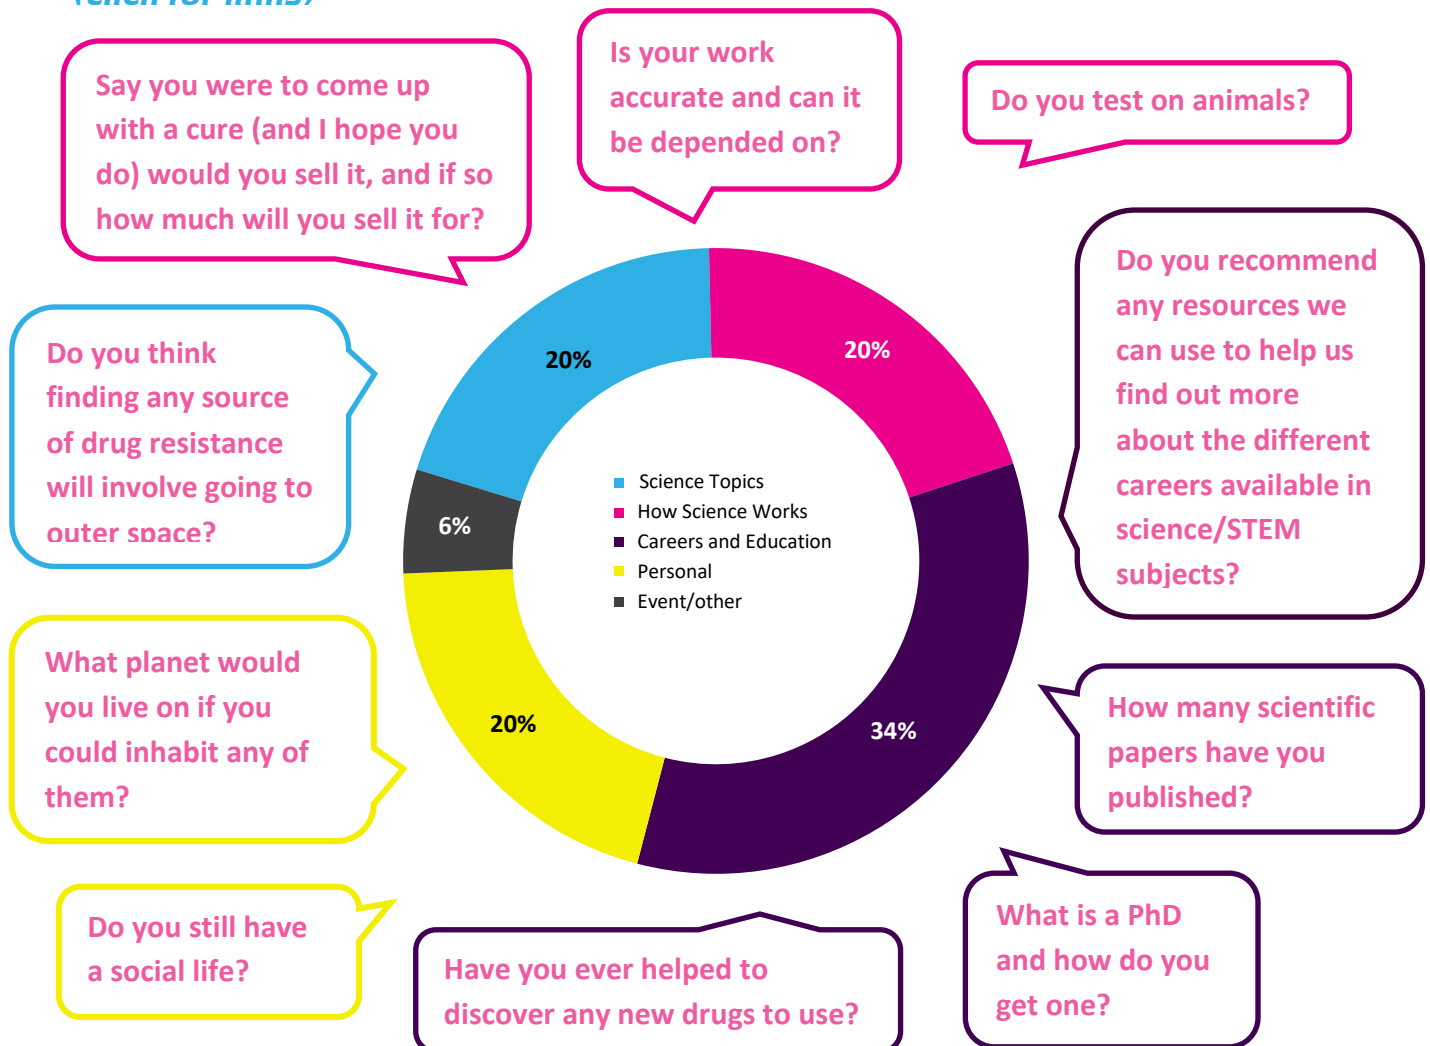 (click for links)
Say you were to come up
with a cure (and I hope you
do) would you sell it, and if so
how much will you sell it for?
Is your work
accurate and can it
be depended on?
Do you test on animals?
Do you recommend
any resources we
can use to help us
find out more
about the different
careers available in
science/STEM
subjects?
Do you think
finding any source
of drug resistance
will involve going to
outer space?
20%
20%
6%
20%
34%
Science Topics
How Science Works
Careers and Education
Personal
Event/other
What planet would
you live on if you
could inhabit any of
them?
How many scientific
papers have you
published?
Do you still have
a social life?
Have you ever helped to
discover any new drugs to use?
What is a PhD
and how do you
get one?